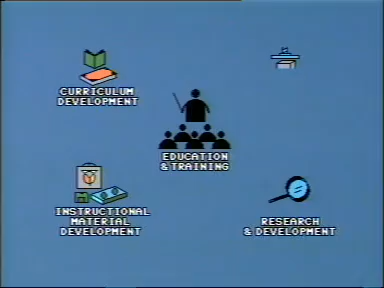 CURRICULUM
DEVELOPMENT
EDUCATION
& TRAINING
INSTRUCTIONAL
MATERIAL
DEVELOPMENT
RESEARCH
& DEVELOPMENT